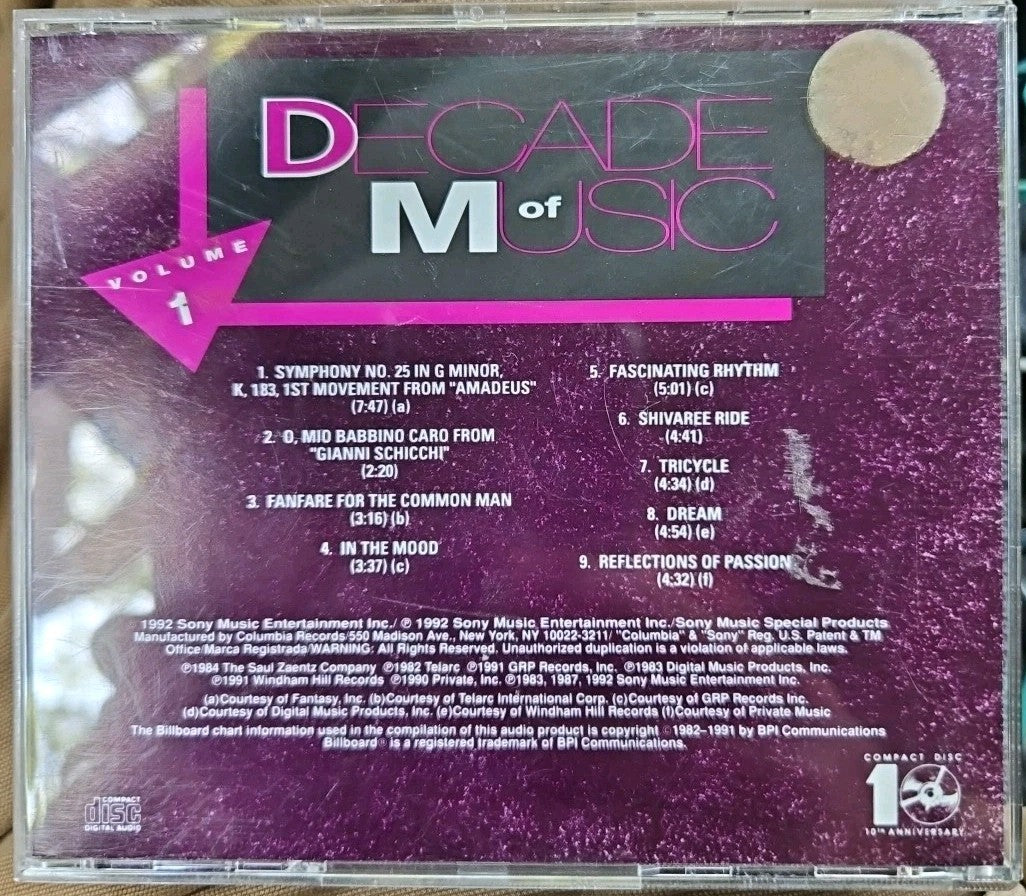 DECADE
of MUSIC
VOLUME
1
1. SYMPHONY NO. 25 IN G MINOR,
K. 183, 1ST MOVEMENT FROM "AMADEUS"
(7:47) (a)
2. O, MIO BABBINO CARO FROM
"GIANNI SCHICCHI"
(2:20)
3. FANFARE FOR THE COMMON MAN
(3:16) (b)
4. IN THE MOOD
(3:37) (c)
5. FASCINATING RHYTHM
(5:01) (c)
6. SHIVAREE RIDE
(4:41)
7. TRICYCLE
(4:34) (d)
8. DREAM
(4:54) (e)
9. REFLECTIONS OF PASSION
(4:32) (f)
© 1992 Sony Music Entertainment Inc./ ℗ 1992 Sony Music Entertainment Inc./Sony Music Special Products
Manufactured by Columbia Records/550 Madison Ave., New York, NY 10022-3211/ "Columbia" & "Sony" Reg. U.S. Patent & TM
Office/Marca Registrada/WARNING: All Rights Reserved. Unauthorized duplication is a violation of applicable laws.
℗1984 The Saul Zaentz Company ℗1982 Telarc ℗1991 GRP Records, Inc. ℗1983 Digital Music Products, Inc.
℗1991 Windham Hill Records ℗1990 Private, Inc. ℗1983, 1987, 1992 Sony Music Entertainment Inc.
(a)Courtesy of Fantasy, Inc. (b)Courtesy of Telarc International Corp. (c)Courtesy of GRP Records Inc.
(d)Courtesy of Digital Music Products, Inc. (e)Courtesy of Windham Hill Records (f)Courtesy of Private Music
The Billboard chart information used in the compilation of this audio product is copyright ©1982-1991 by BPI Communications
Billboard® is a registered trademark of BPI Communications.
COMPACT
disc
DIGITAL AUDIO
COMPACT DISC
10
10TH ANNIVERSARY